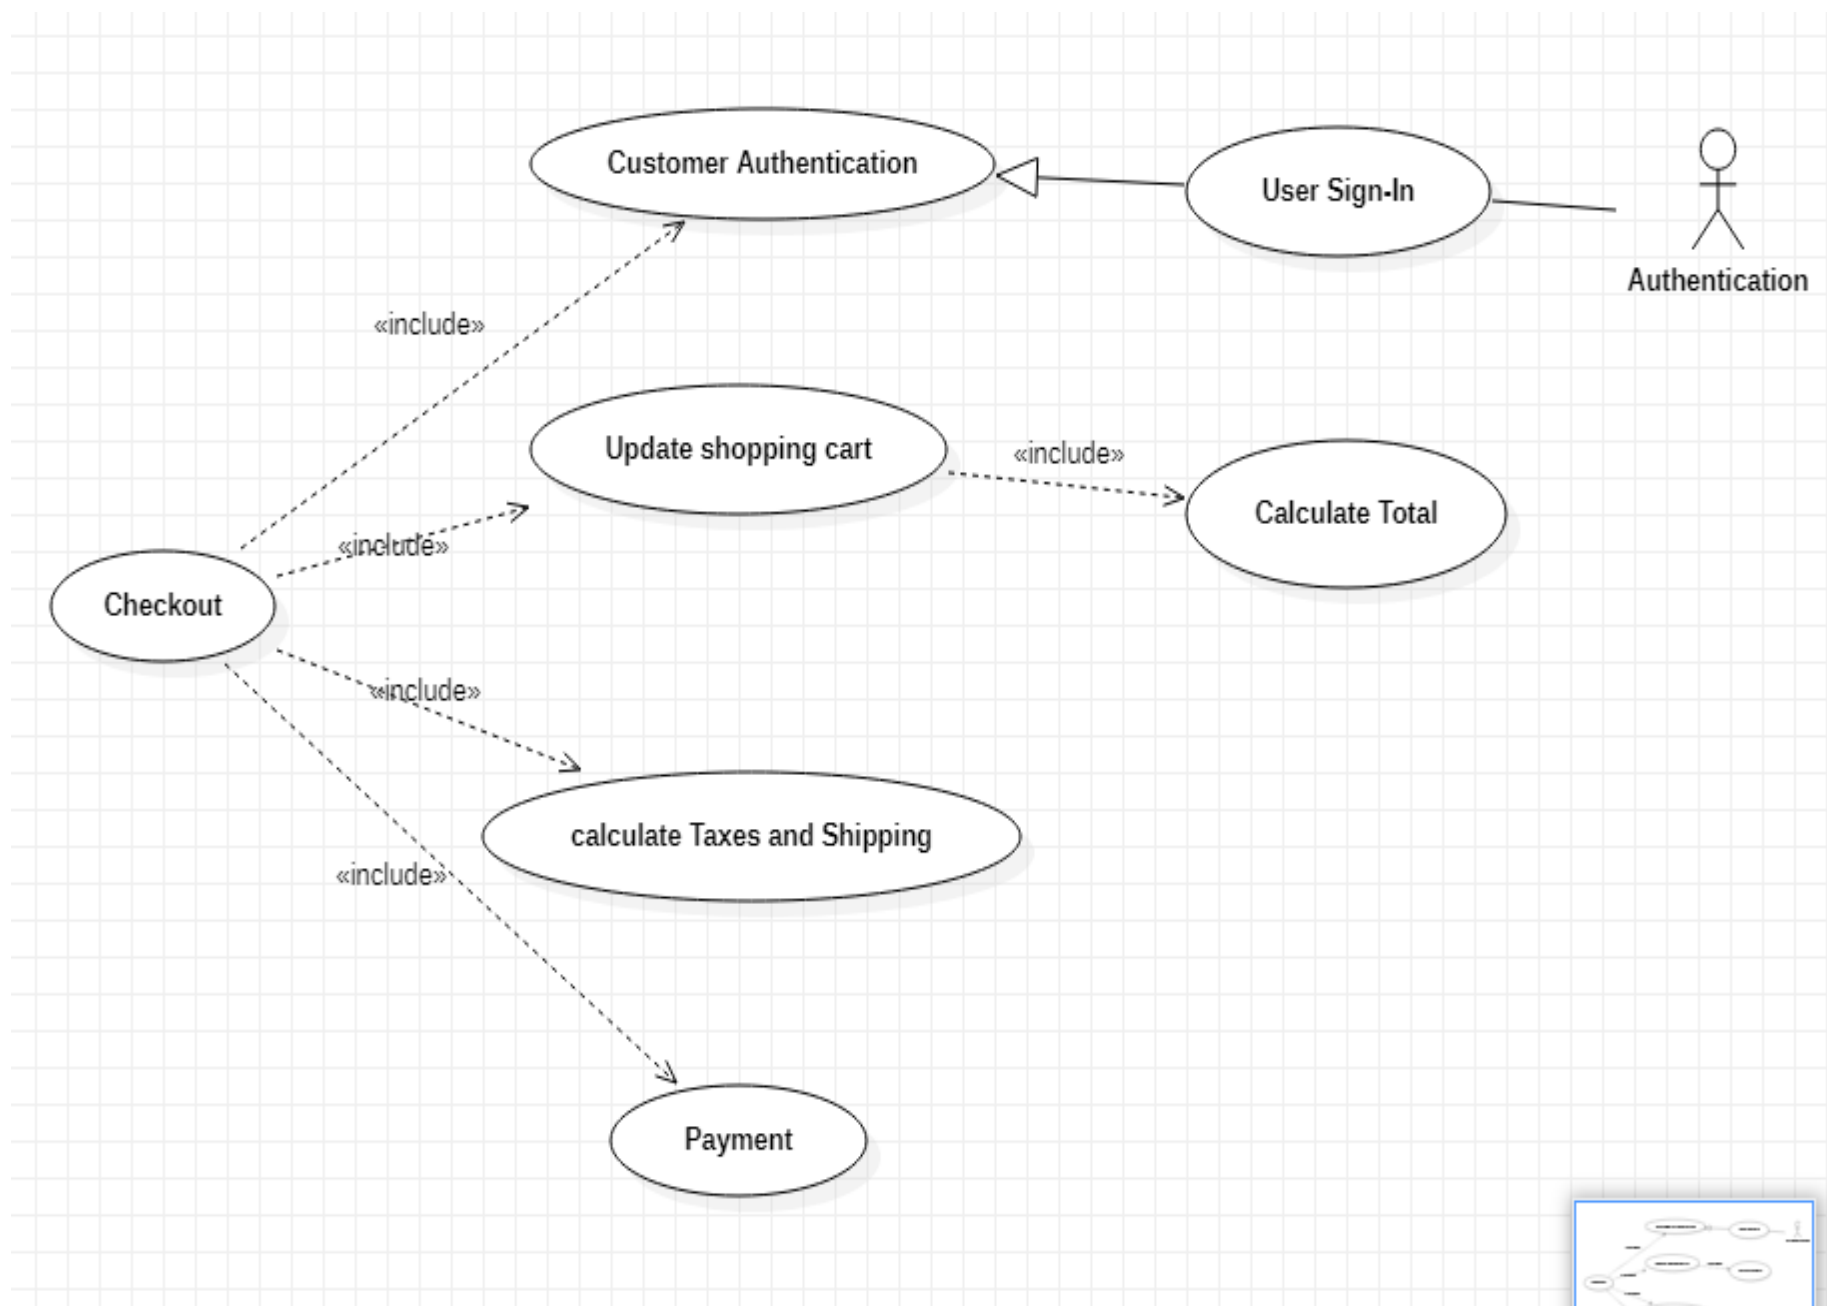 Customer Authentication
User Sign-In
Authentication
«include»
Update shopping cart
«include»
Calculate Total
«include»
Checkout
«include»
calculate Taxes and Shipping
«include»
Payment